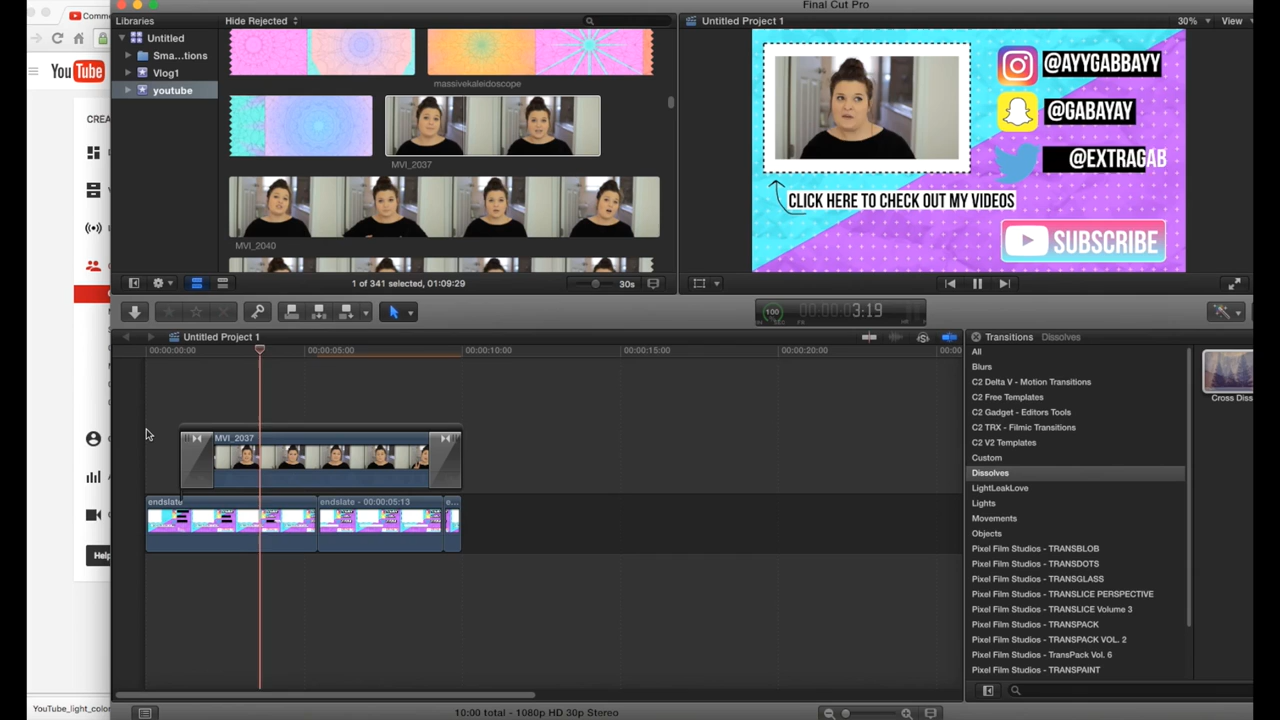 Comme
Final Cut Pro
Libraries
Hide Rejected
Untitled Project 1
30%
View
Untitled
Sma...tions
Vlog1
youtube
YouTube
CREA
massivekaleidoscope
MVI_2037
MVI_2040
@AYYGABBAYY
@GABAYAY
@EXTRAGAB
CLICK HERE TO CHECK OUT MY VIDEOS
SUBSCRIBE
1 of 341 selected, 01:09:29
30s
100
00:00:00:03:19
Untitled Project 1
00:00:00:00
00:00:05:00
00:00:10:00
00:00:15:00
00:00:20:00
00:00
MVI_2037
endslate
endslate - 00:00:05:13
e...
Transitions
Dissolves
All
Blurs
C2 Delta V - Motion Transitions
C2 Free Templates
C2 Gadget - Editors Tools
C2 TRX - Filmic Transitions
C2 V2 Templates
Custom
Dissolves
LightLeakLove
Lights
Movements
Objects
Pixel Film Studios - TRANSBLOB
Pixel Film Studios - TRANSDOTS
Pixel Film Studios - TRANSGLASS
Pixel Film Studios - TRANSLICE PERSPECTIVE
Pixel Film Studios - TRANSLICE Volume 3
Pixel Film Studios - TRANSPACK
Pixel Film Studios - TRANSPACK VOL. 2
Pixel Film Studios - TransPack Vol. 6
Pixel Film Studios - TRANSPAINT
Cross Diss
Help
YouTube_light_color
10:00 total - 1080p HD 30p Stereo